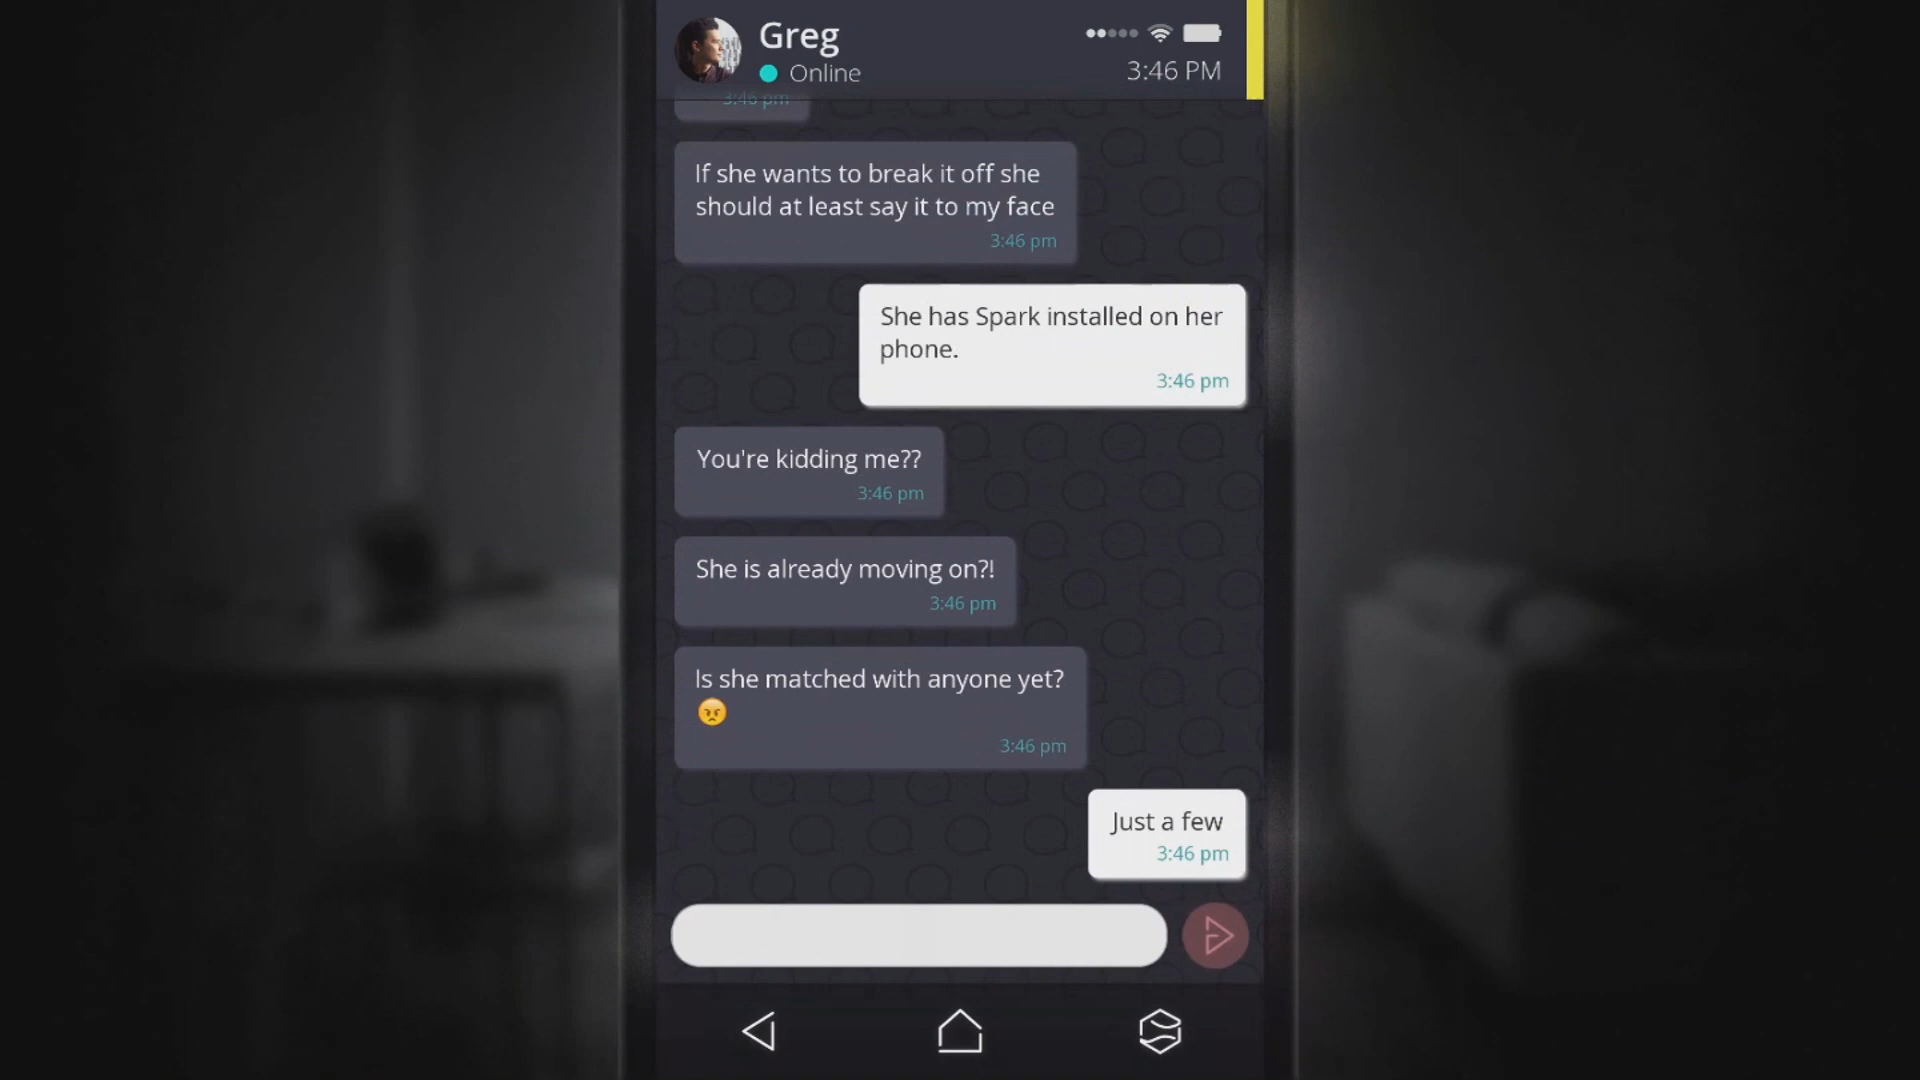 Greg
Online
3:46 PM
3:46 pm
If she wants to break it off she
should at least say it to my face
3:46 pm
She has Spark installed on her
phone.
3:46 pm
You're kidding me??
3:46 pm
She is already moving on?!
3:46 pm
Is she matched with anyone yet?
😠
3:46 pm
Just a few
3:46 pm